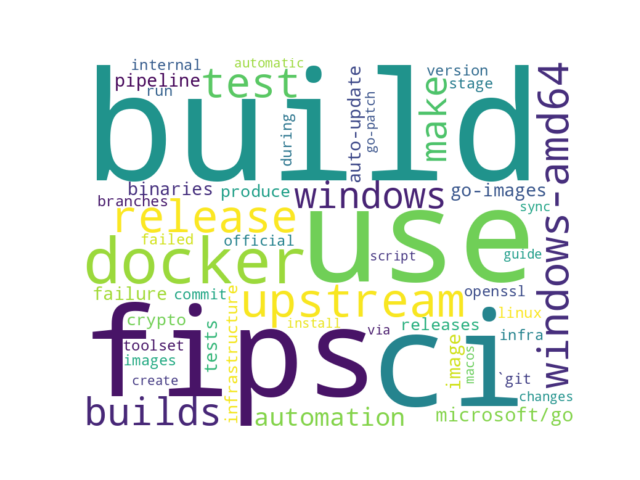 internal
automatic
pipeline
run
build
test
during
auto-update
go-patch
make
version
stage
windows-amd64
binaries
branches
produce
windows
go-images
release
use
sync
failed
official
docker
script
guide
failure
commit
infrastructure
upstream
openssl
linux
crypto
fips
install
via
ci
releases
infra
toolset
images
tests
create
image
macos
`git
changes
builds
automation
microsoft/go